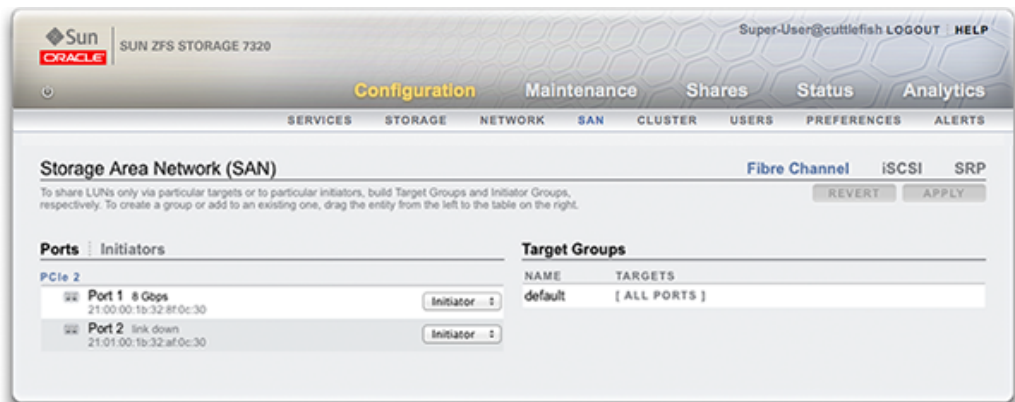 Sun
ORACLE
SUN ZFS STORAGE 7320
Super-User@cuttlefish LOGOUT HELP
Configuration Maintenance Shares Status Analytics
SERVICES STORAGE NETWORK SAN CLUSTER USERS PREFERENCES ALERTS
Storage Area Network (SAN)
Fibre Channel iSCSI SRP
To share LUNs only via particular targets or to particular initiators, build Target Groups and Initiator Groups,
respectively. To create a group or add to an existing one, drag the entity from the left to the table on the right.
REVERT APPLY
Ports Initiators
PCIe 2
Port 1 8 Gbps
21:00:00:1b:32:8f:0c:30
Initiator
Port 2 link down
21:01:00:1b:32:af:0c:30
Initiator
Target Groups
NAME TARGETS
default [ ALL PORTS ]